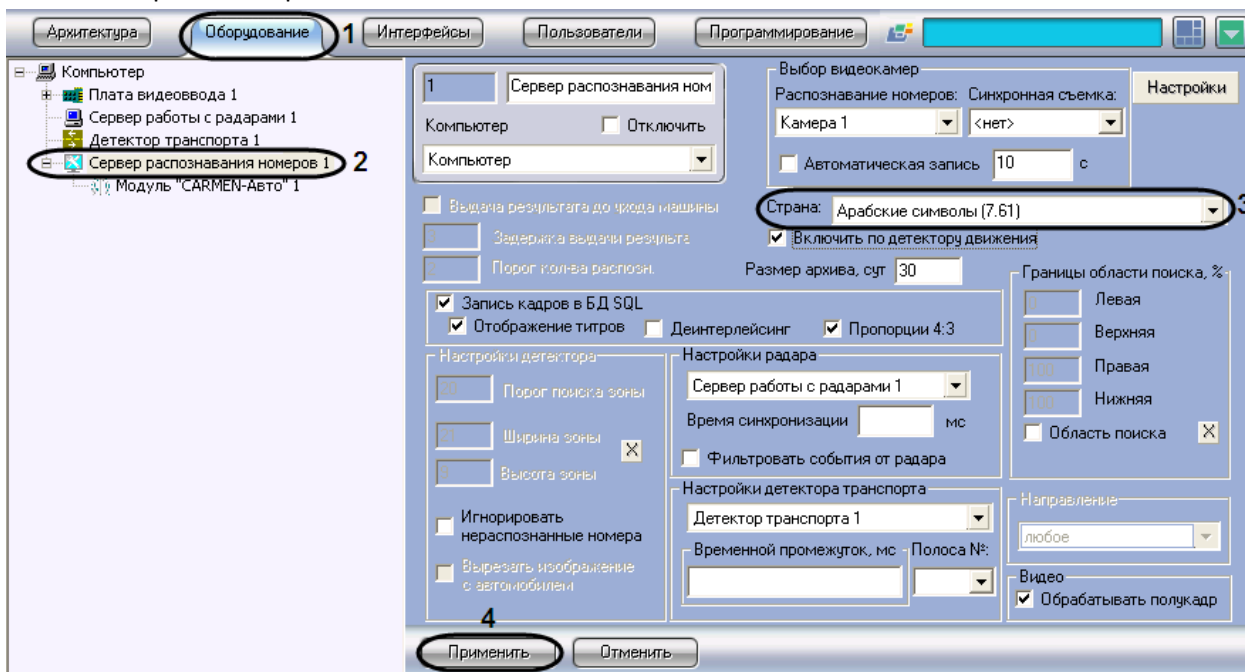 Архитектура Оборудование 1 Интерфейсы Пользователи Программирование
Компьютер
Плата видеоввода 1
Сервер работы с радарами 1
Детектор транспорта 1
Сервер распознавания номеров 1 2
Модуль "CARMEN-Авто" 1
1 Сервер распознавания ном
Компьютер Отключить
Компьютер
Выбор видеокамер
Распознавание номеров: Синхронная съемка:
Камера 1 <нет>
Автоматическая запись 10 с
Настройки
Выдача результата до ухода машины
Задержка выдачи результа
Порог кол-ва распозн.
Страна: Арабские символы (7.61) 3
Включить по детектору движения
Размер архива, сут 30
Запись кадров в БД SQL
Отображение титров Деинтерлейсинг Пропорции 4:3
Границы области поиска, %
Левая
Верхняя
100 Правая
100 Нижняя
Область поиска X
Настройки детектора
20 Порог поиска зоны
Ширина зоны
X
Высота зоны
Игнорировать
нераспознанные номера
Вырезать изображение
с автомобилем
Настройки радара
Сервер работы с радарами 1
Время синхронизации мс
Фильтровать события от радара
Настройки детектора транспорта
Детектор транспорта 1
Временной промежуток, мс Полоса №:
Направление
любое
Видео
Обрабатывать полукадр
4
Применить Отменить